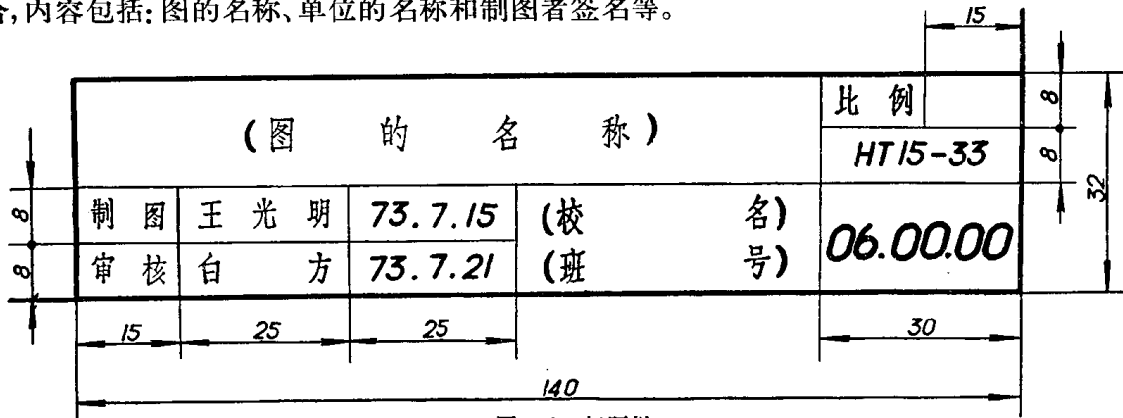 内容包括:图的名称、单位的名称和制图者签名等。
15
(图 的 名 称)
比 例
8
HT15-33
8
32
8
制 图 王 光 明 73.7.15 (校 名)
06.00.00
8
审 核 白 方 73.7.21 (班 号)
15 25 25 30
140